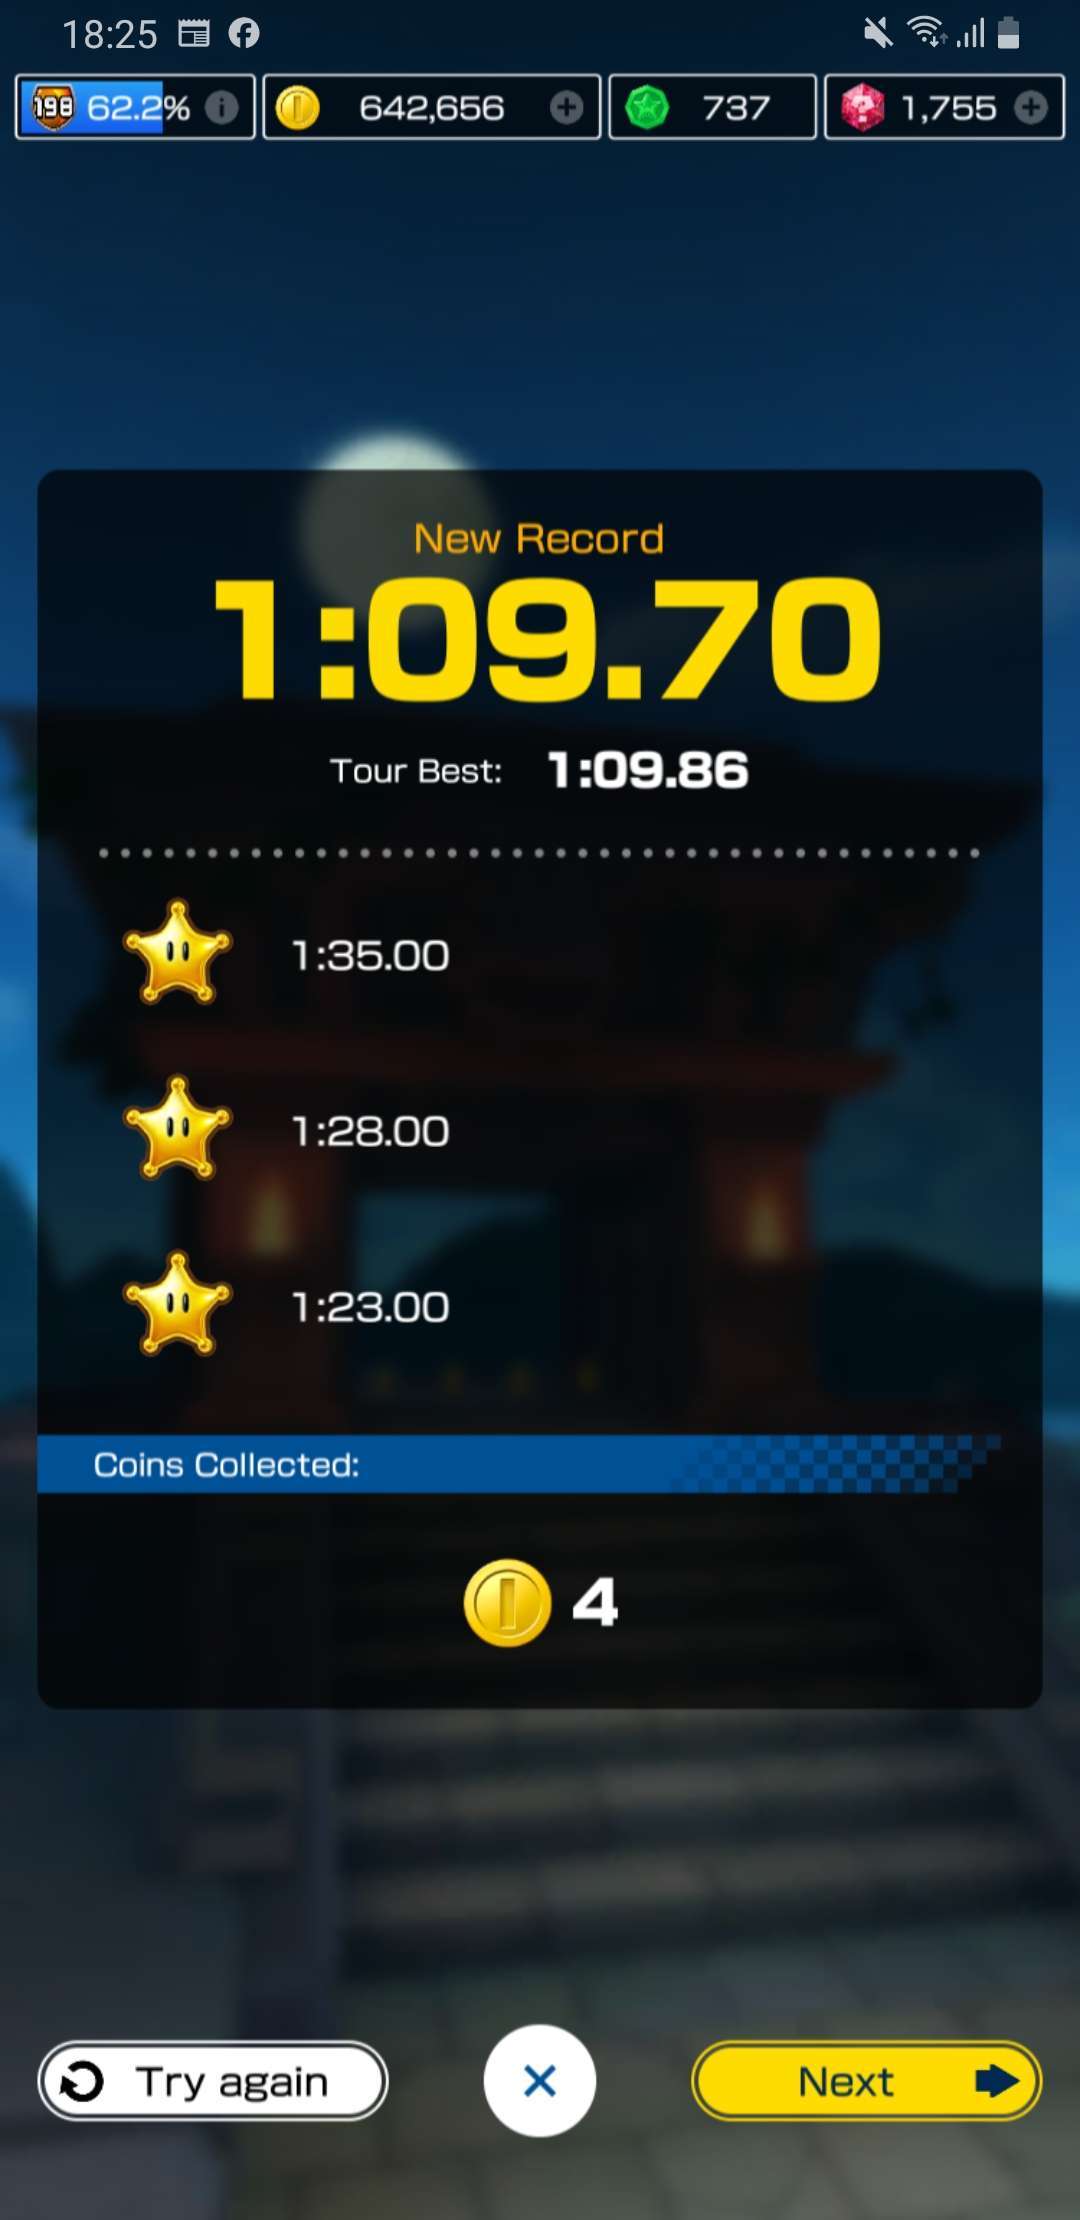 18:25
198 62.2% 642,656 737 1,755
New Record
1:09.70
Tour Best: 1:09.86
1:35.00
1:28.00
1:23.00
Coins Collected:
4
Try again Next